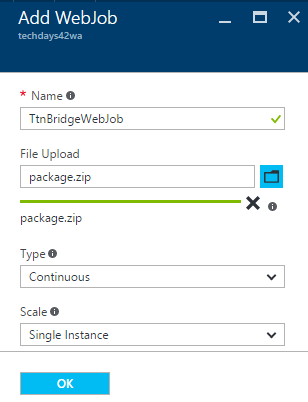 Add WebJob
techdays42wa
* Name
TtnBridgeWebJob
File Upload
package.zip
package.zip
Type
Continuous
Scale
Single Instance
OK